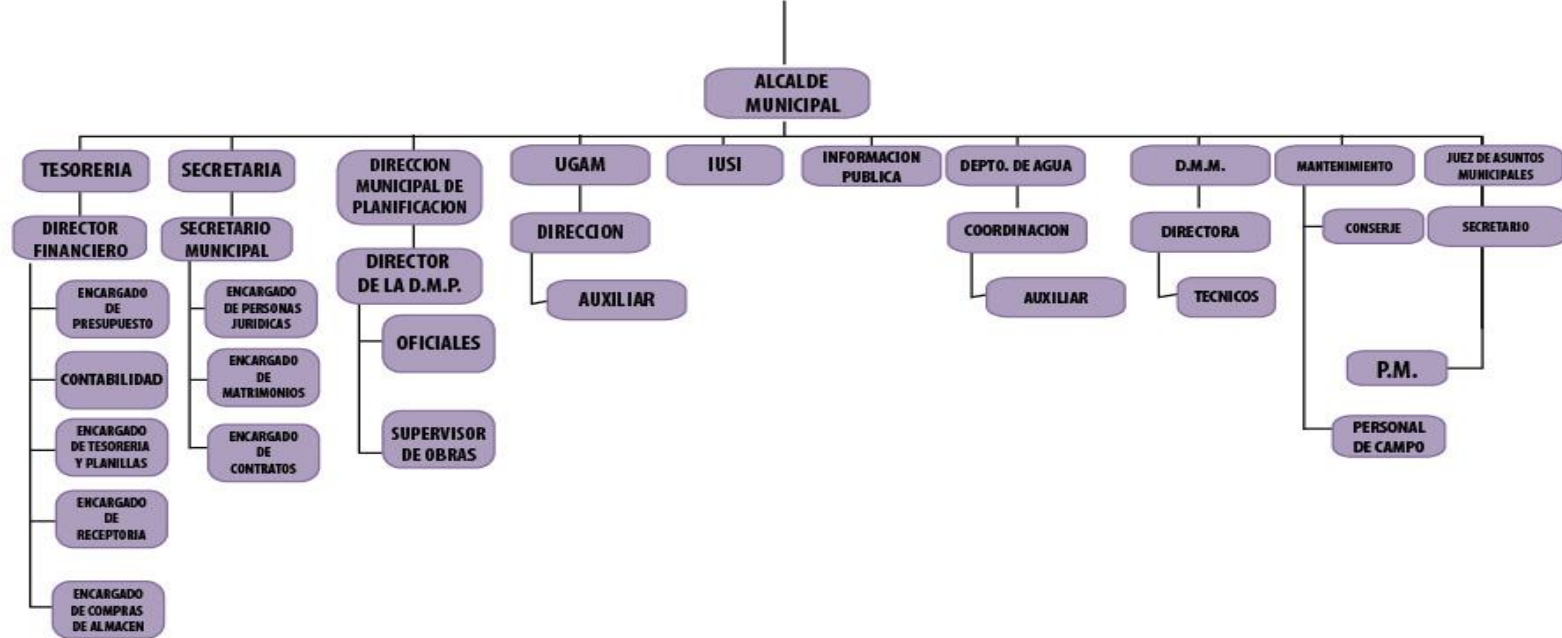 ALCALDE
MUNICIPAL
TESORERIA
SECRETARIA
DIRECCION
MUNICIPAL DE
PLANIFICACION
UGAM
IUSI
INFORMACION
PUBLICA
DEPTO. DE AGUA
D.M.M.
MANTENIMIENTO
JUEZ DE ASUNTOS
MUNICIPALES
DIRECTOR
FINANCIERO
SECRETARIO
MUNICIPAL
DIRECTOR
DE LA D.M.P.
DIRECCION
COORDINACION
DIRECTORA
CONSERJE
SECRETARIO
ENCARGADO
DE
PRESUPUESTO
ENCARGADO
DE PERSONAS
JURIDICAS
OFICIALES
AUXILIAR
AUXILIAR
TECNICOS
CONTABILIDAD
ENCARGADO
DE
MATRIMONIOS
P.M.
ENCARGADO
DE TESORERIA
Y PLANILLAS
ENCARGADO
DE
CONTRATOS
SUPERVISOR
DE OBRAS
PERSONAL
DE CAMPO
ENCARGADO
DE
RECEPTORIA
ENCARGADO
DE COMPRAS
DE ALMACEN